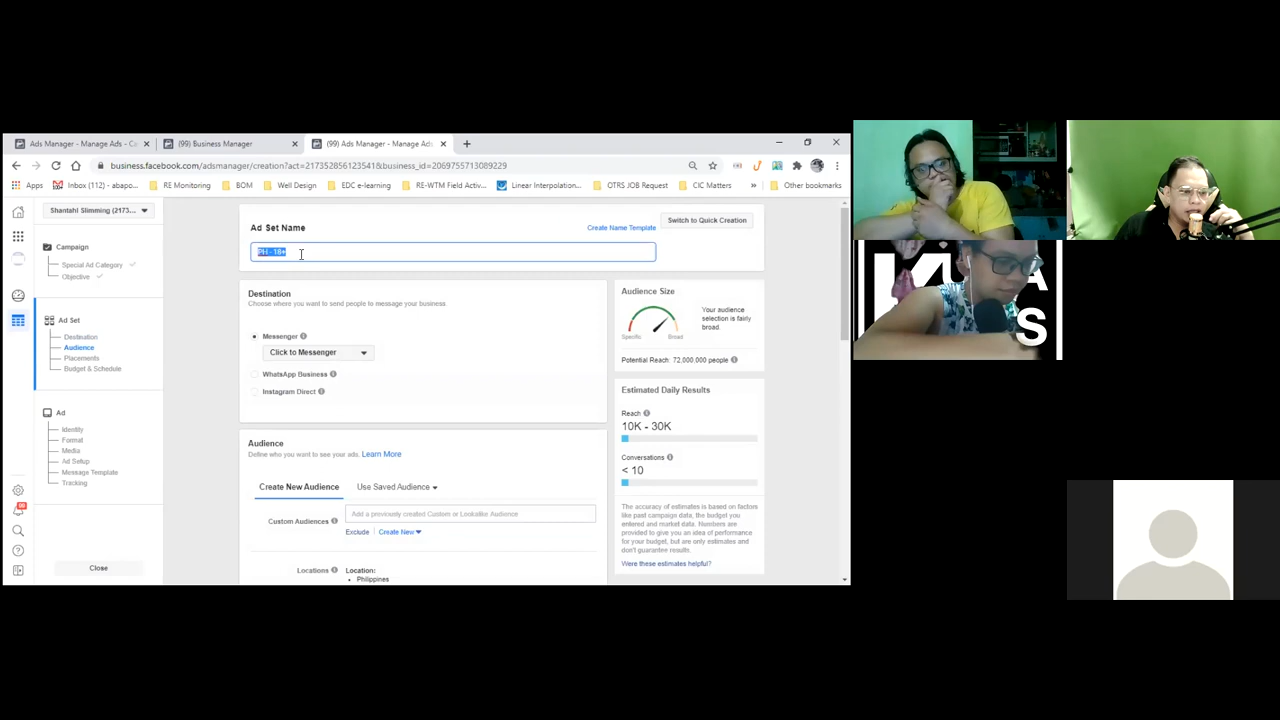 Ads Manager - Manage Ads - Ca
(99) Business Manager
(99) Ads Manager - Manage Ads
business.facebook.com/adsmanager/creation?act=217352856123541&business_id=2069755713089229
Apps
Inbox (112) - abapo...
RE Monitoring
BOM
Well Design
EDC e-learning
RE-WTM Field Activ...
Linear Interpolation...
OTRS JOB Request
CIC Matters
Other bookmarks
Shantahl Slimming (2173...
Campaign
Special Ad Category
Objective
Ad Set
Destination
Audience
Placements
Budget & Schedule
Ad
Identity
Format
Media
Ad Setup
Message Template
Tracking
Close
Ad Set Name
Create Name Template
Switch to Quick Creation
PH - 18+
Destination
Choose where you want to send people to message your business
Messenger
Click to Messenger
WhatsApp Business
Instagram Direct
Audience
Define who you want to see your ads. Learn More
Create New Audience
Use Saved Audience
Custom Audiences
Add a previously created Custom or Lookalike Audience
Exclude
Create New
Locations
Location:
• Philippines
Audience Size
Specific
Broad
Your audience
selection is fairly
broad.
Potential Reach: 72,000,000 people
Estimated Daily Results
Reach
10K - 30K
Conversations
< 10
The accuracy of estimates is based on factors
like past campaign data, the budget you
entered and market data. Numbers are
provided to give you an idea of performance
for your budget, but are only estimates and
don't guarantee results.
Were these estimates helpful?